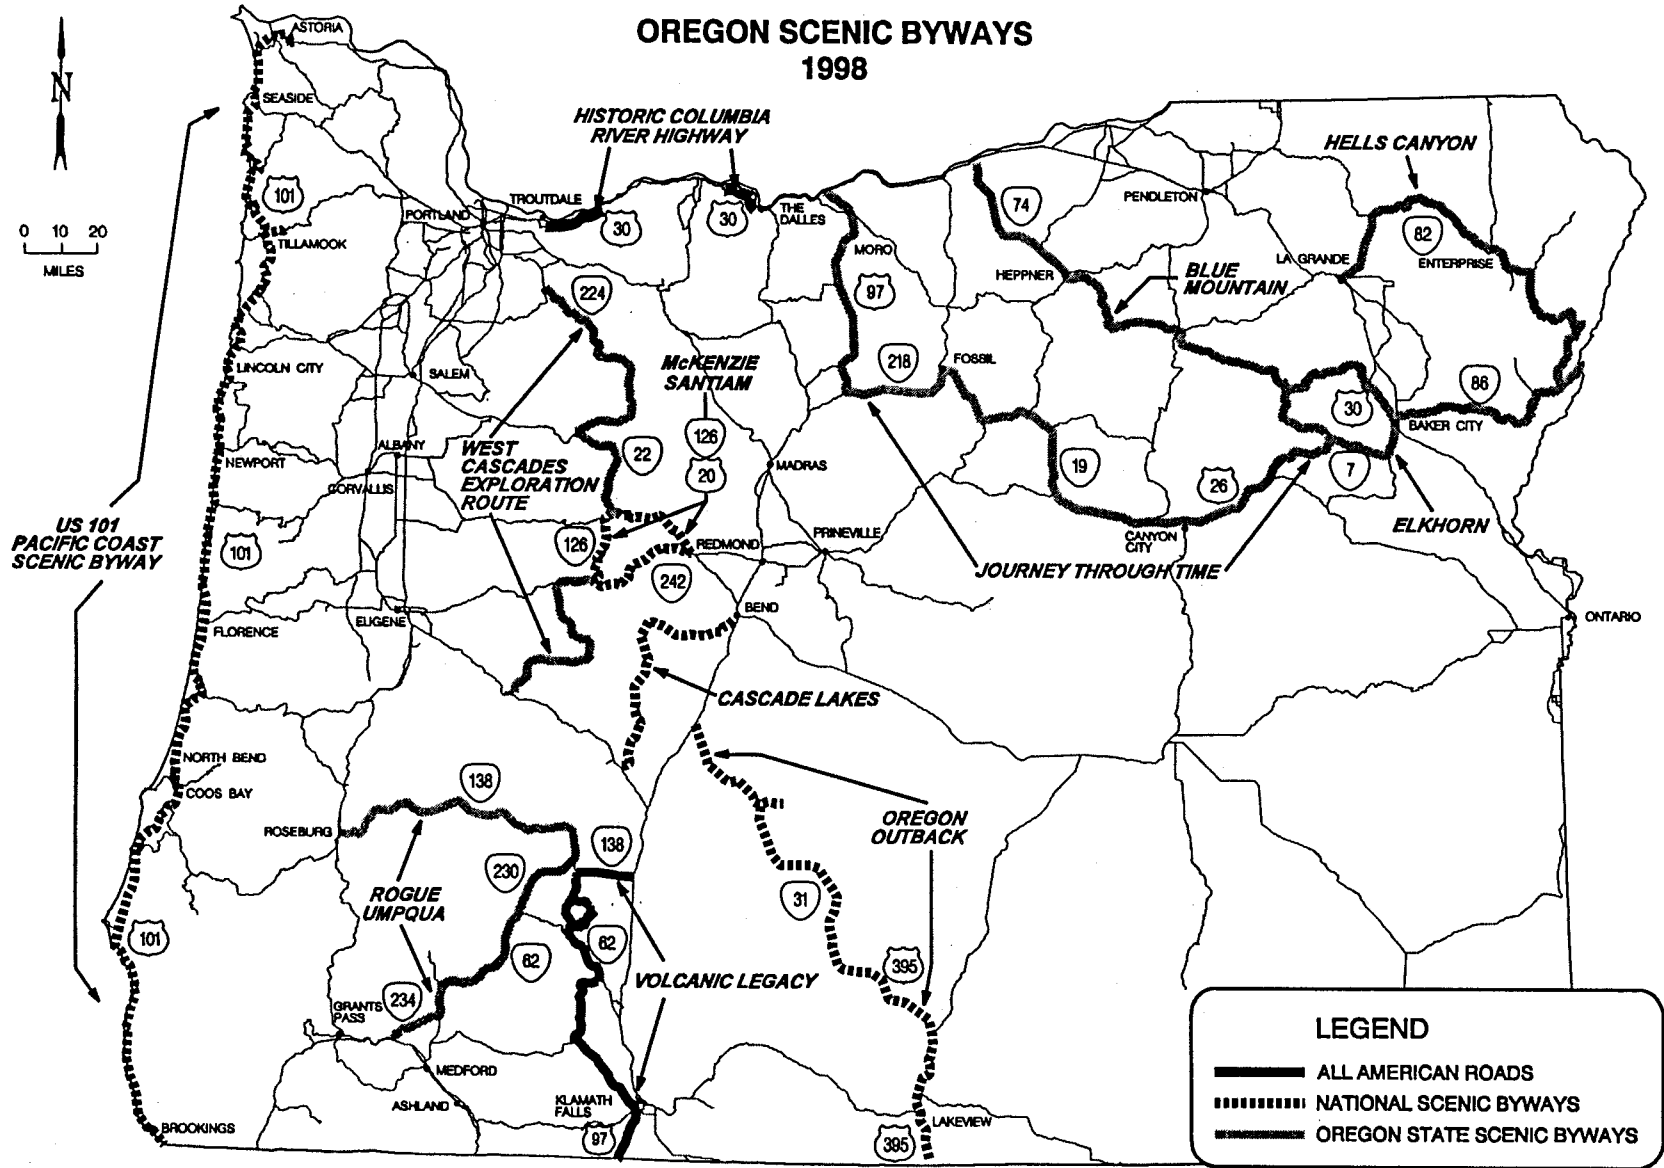 OREGON SCENIC BYWAYS
1998
N
0 10 20
MILES
ASTORIA
SEASIDE
HISTORIC COLUMBIA
RIVER HIGHWAY
HELLS CANYON
101
TROUTDALE
PORTLAND
30
30
THE
DALLES
74
PENDLETON
82
TILLAMOOK
MORO
LA GRANDE
ENTERPRISE
HEPPNER
BLUE
MOUNTAIN
224
97
LINCOLN CITY
SALEM
McKENZIE
SANTIAM
218
FOSSIL
86
30
BAKER CITY
126
ALBANY
22
20
WEST
CASCADES
EXPLORATION
ROUTE
NEWPORT
CORVALLIS
MADRAS
19
26
7
ELKHORN
US 101
PACIFIC COAST
SCENIC BYWAY
101
126
REDMOND
PRINEVILLE
CANYON
CITY
JOURNEY THROUGH TIME
242
BEND
FLORENCE
EUGENE
ONTARIO
CASCADE LAKES
NORTH BEND
COOS BAY
138
ROSEBURG
138
OREGON
OUTBACK
230
ROGUE
UMPQUA
31
101
62
62
VOLCANIC LEGACY
395
234
GRANTS
PASS
MEDFORD
ASHLAND
KLAMATH
FALLS
97
BROOKINGS
LAKEVIEW
395
LEGEND
ALL AMERICAN ROADS
NATIONAL SCENIC BYWAYS
OREGON STATE SCENIC BYWAYS